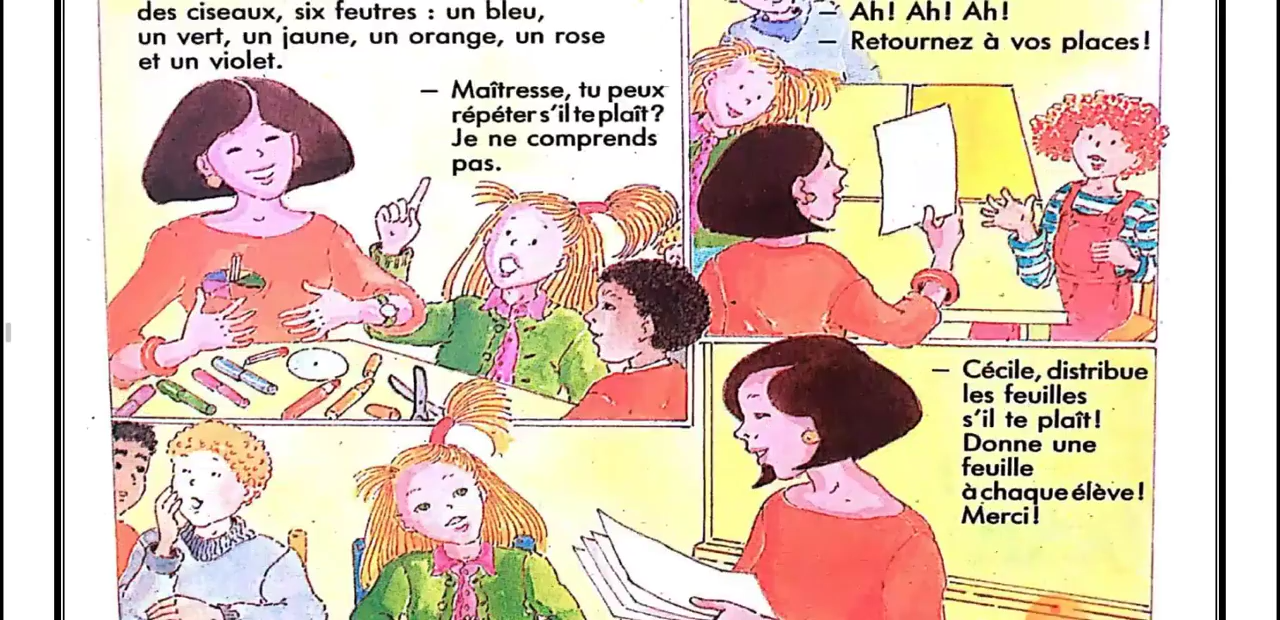 des ciseaux, six feutres : un bleu,
un vert, un jaune, un orange, un rose
et un violet.
— Maîtresse, tu peux
répéter s'il te plaît?
Je ne comprends
pas.
— Ah! Ah! Ah!
— Retournez à vos places!
— Cécile, distribue
les feuilles
s'il te plaît!
Donne une
feuille
à chaque élève!
Merci!